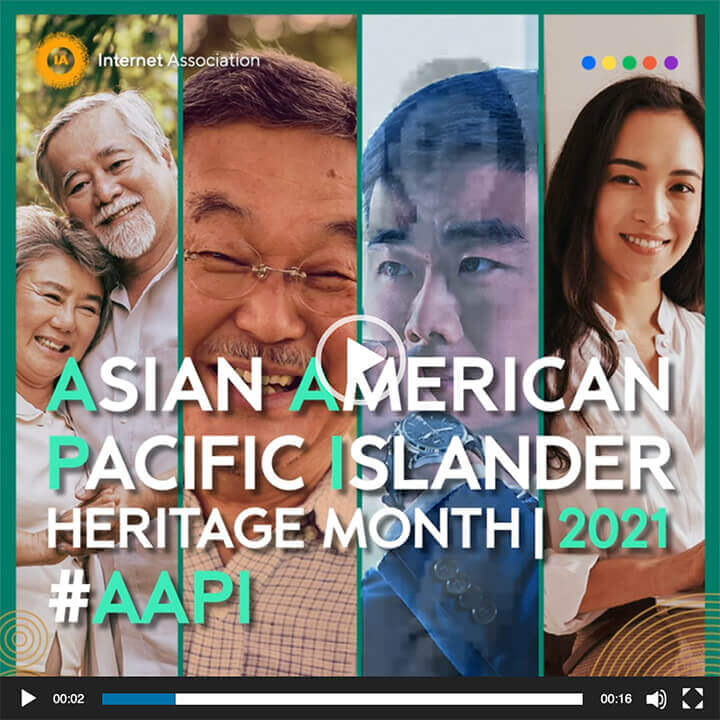 IA Internet Association
ASIAN AMERICAN
PACIFIC ISLANDER
HERITAGE MONTH | 2021
#AAPI
00:02 00:16